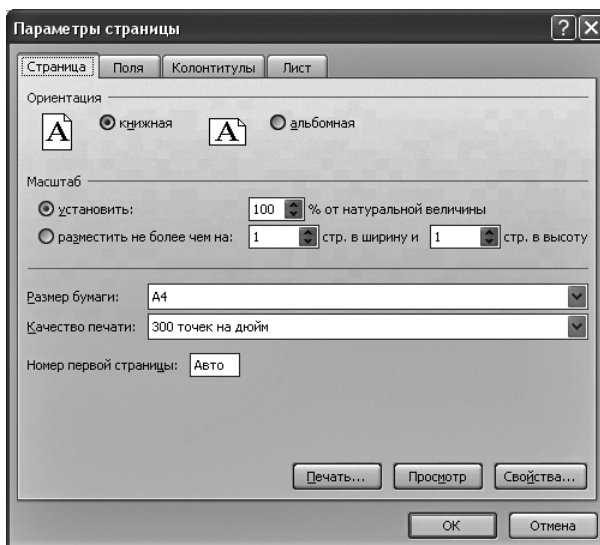 Параметры страницы
Страница Поля Колонтитулы Лист
Ориентация
A книжная A альбомная
Масштаб
установить: 100 % от натуральной величины
разместить не более чем на: 1 стр. в ширину и 1 стр. в высоту
Размер бумаги: A4
Качество печати: 300 точек на дюйм
Номер первой страницы: Авто
Печать... Просмотр Свойства...
ОК Отмена